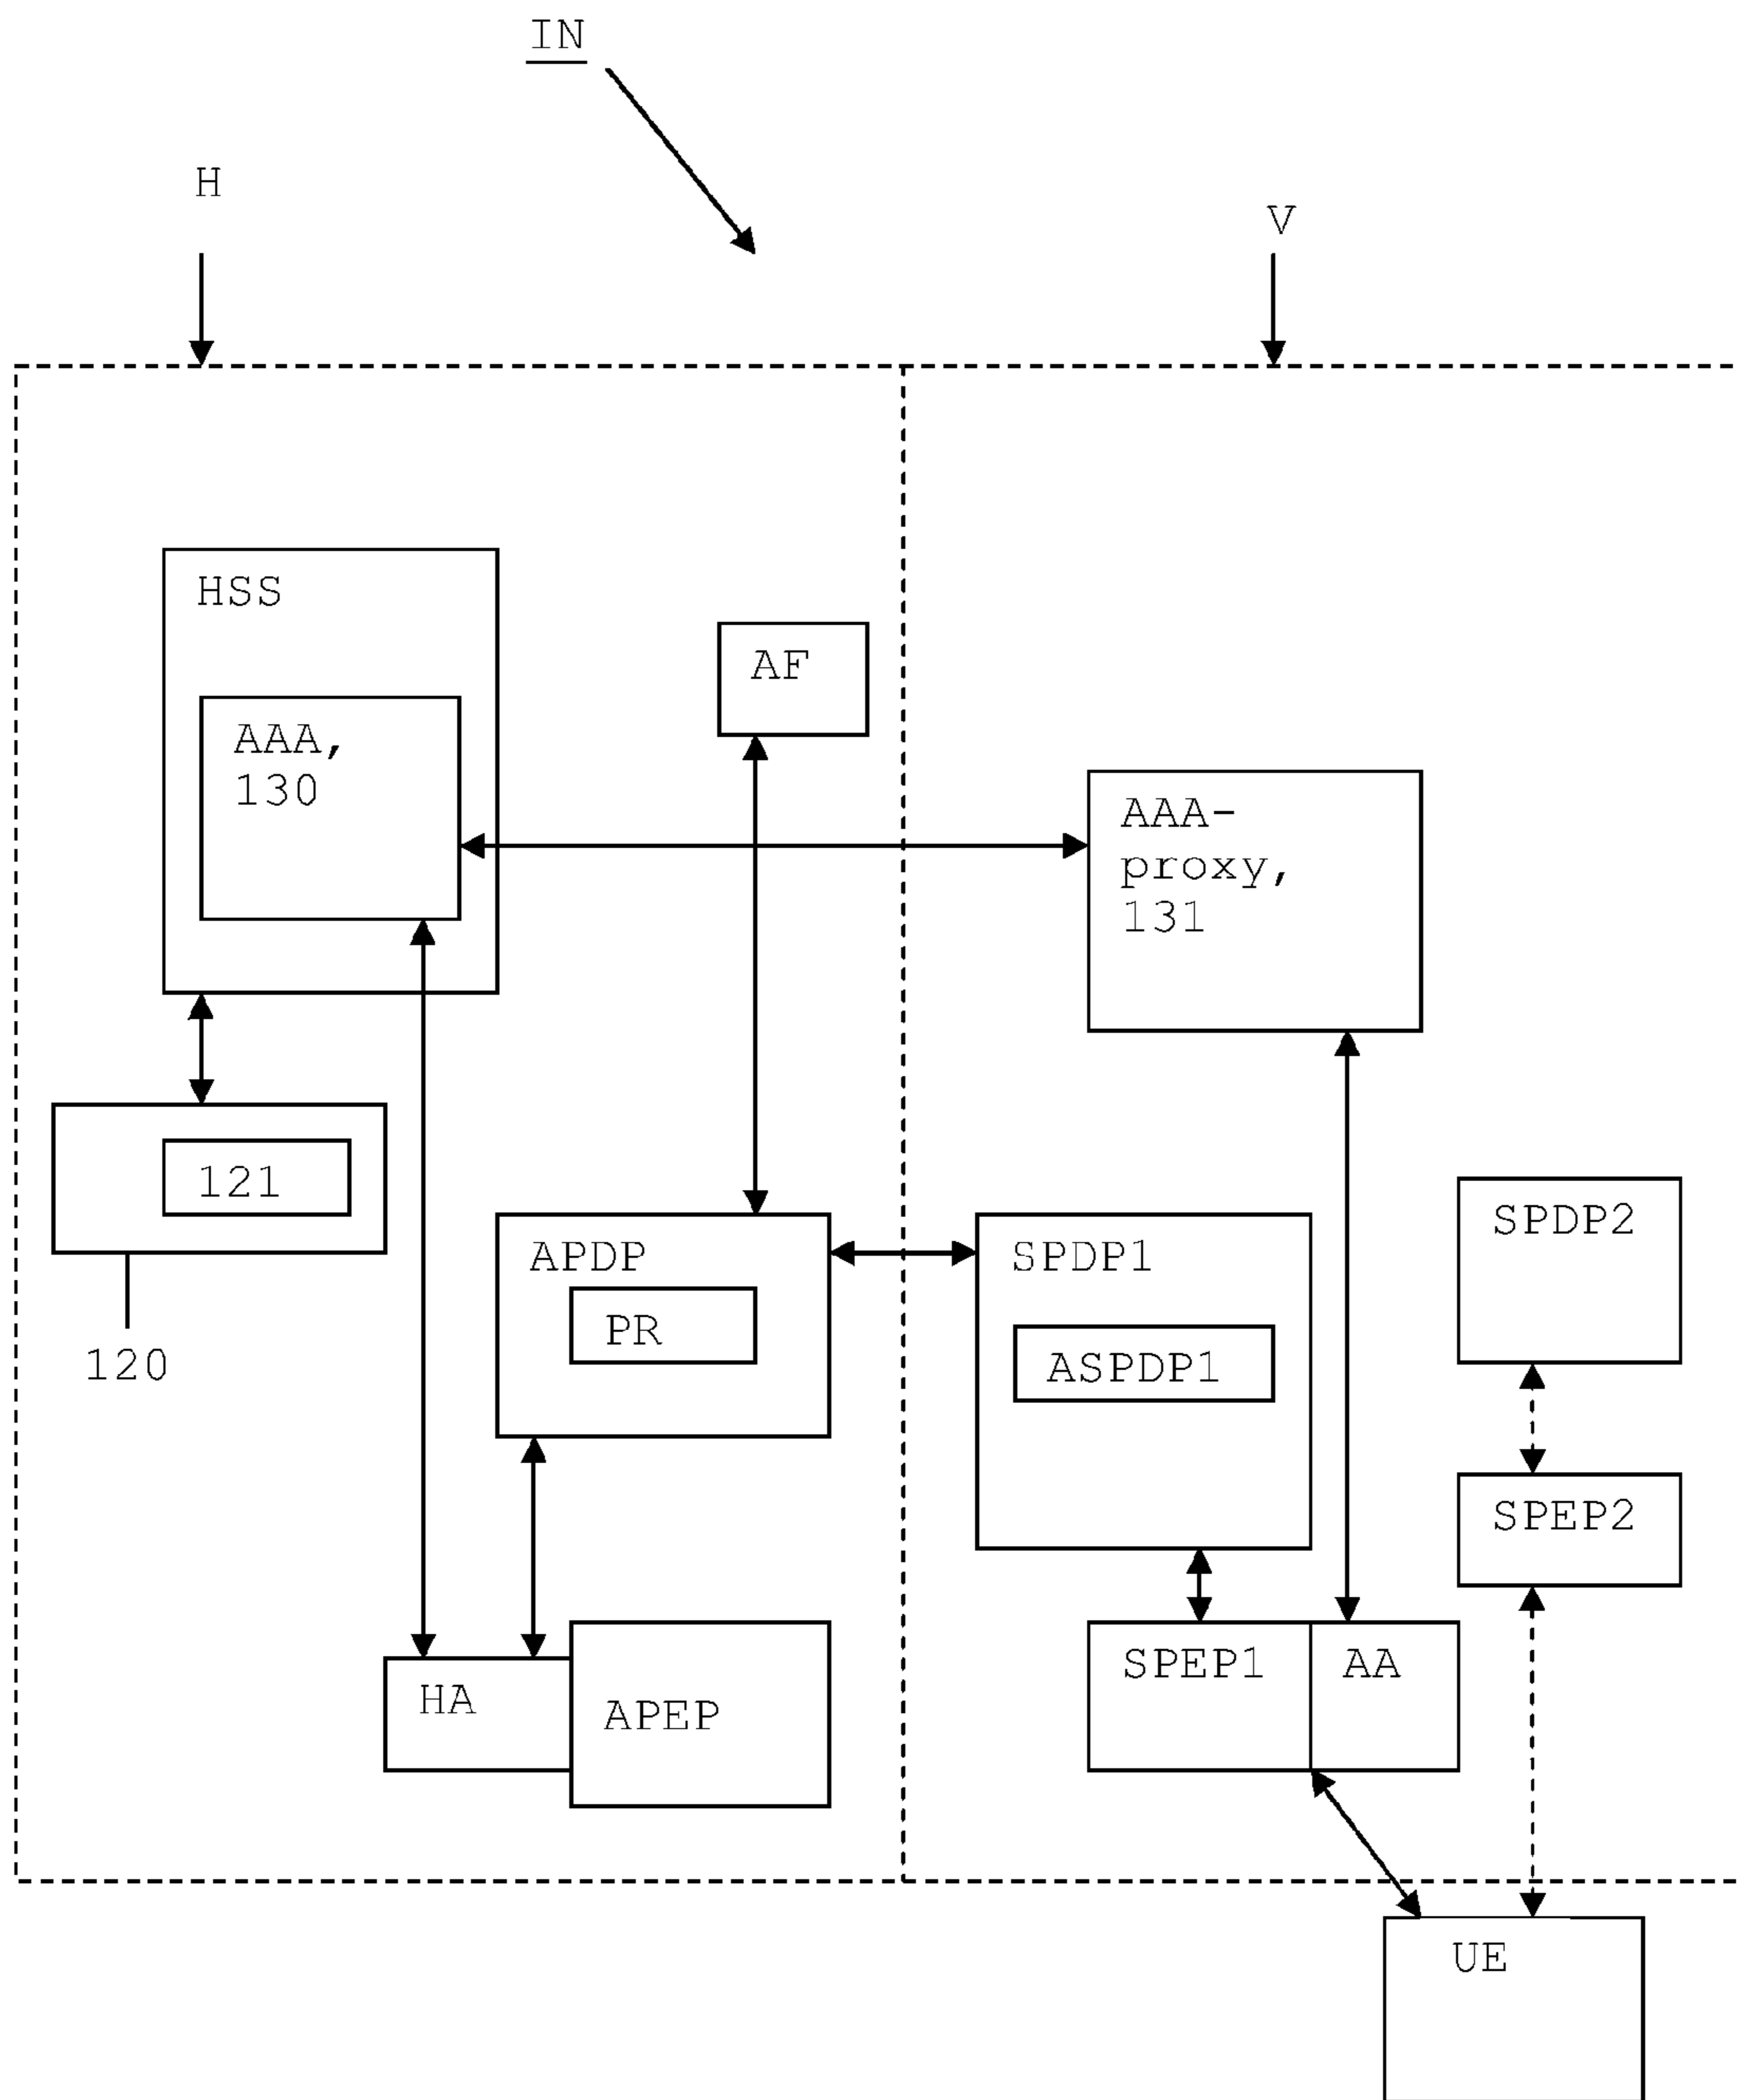 IN
H
V
HSS
AF
AAA,
130
AAA-
proxy,
131
121
SPDP2
APDP
SPDP1
PR
120
ASPDP1
SPEP2
SPEP1
AA
HA
APEP
UE